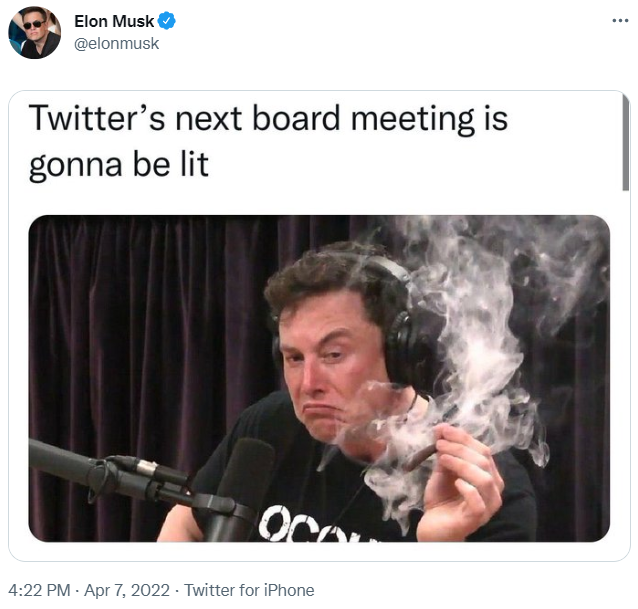 Elon Musk
@elonmusk
Twitter’s next board meeting is
gonna be lit
4:22 PM · Apr 7, 2022 · Twitter for iPhone